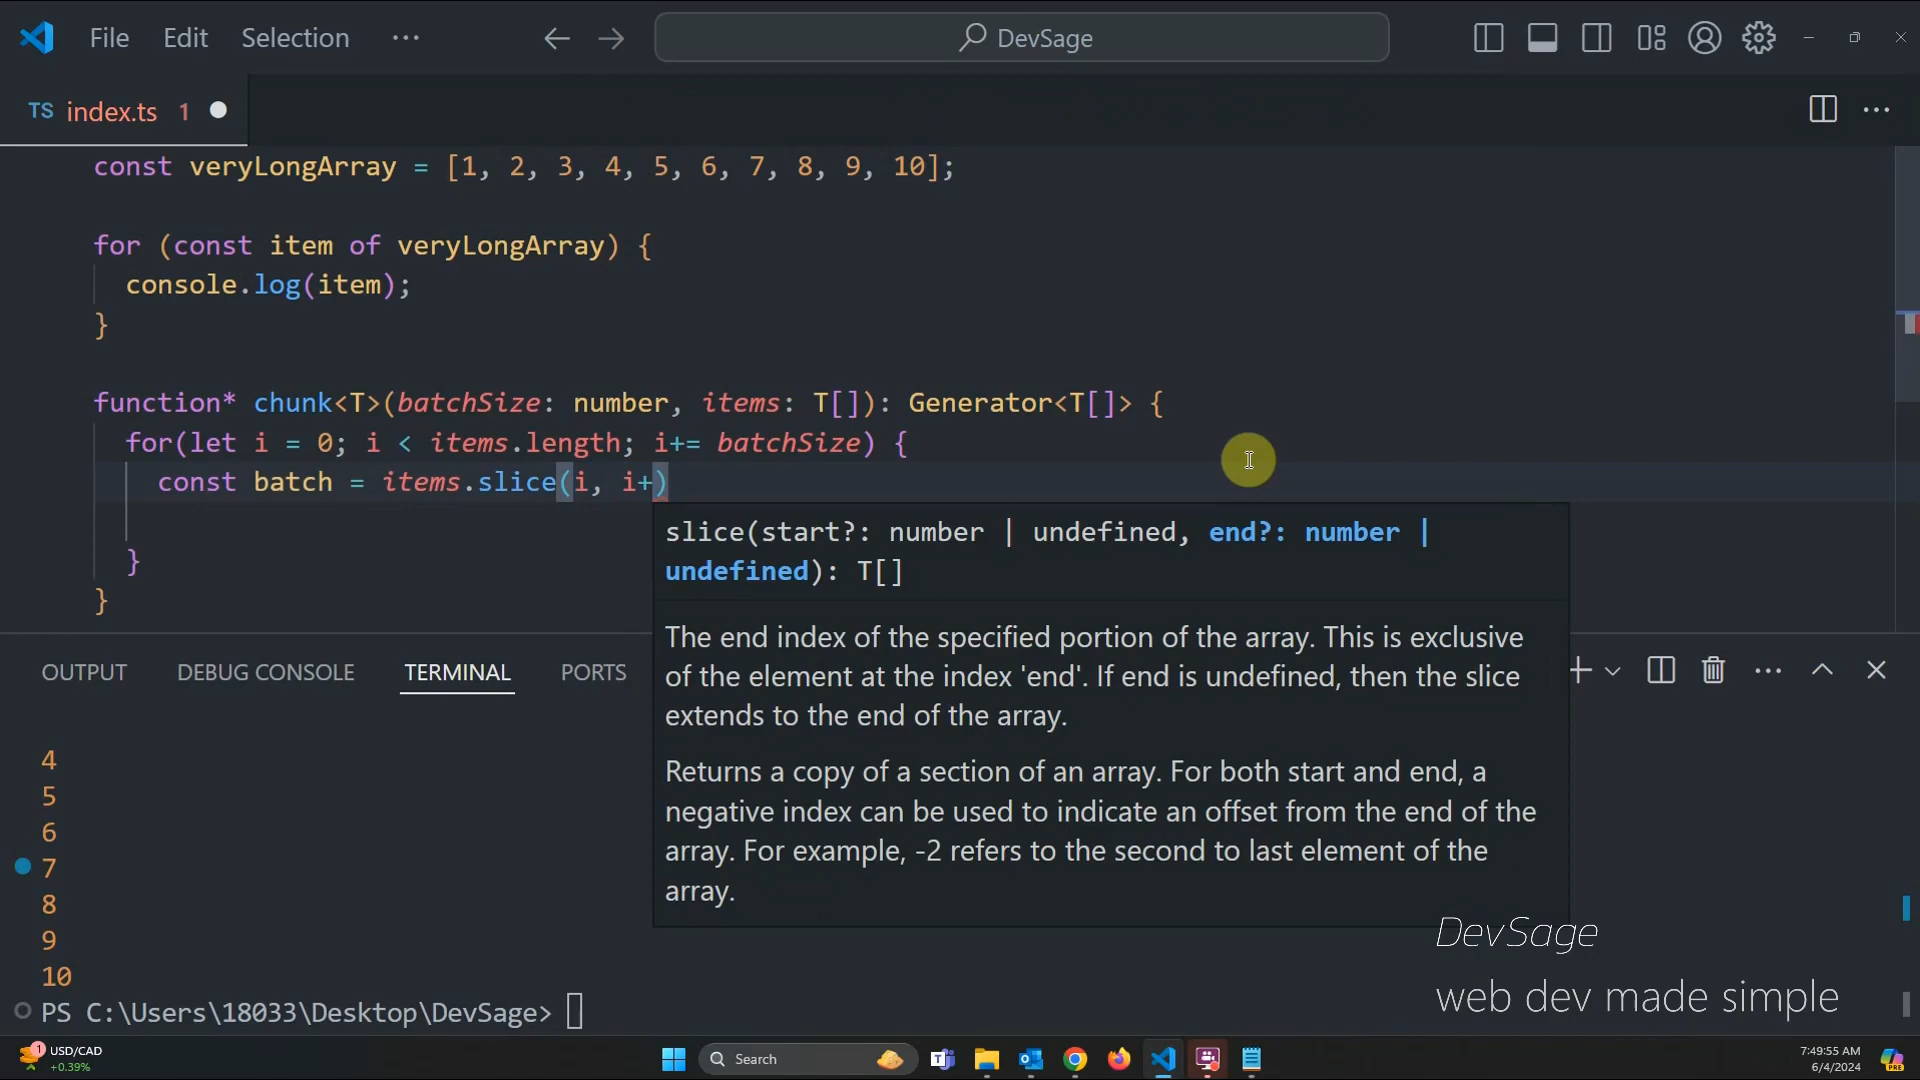 File Edit Selection ··· DevSage
TS index.ts 1
const veryLongArray = [1, 2, 3, 4, 5, 6, 7, 8, 9, 10];
for (const item of veryLongArray) {
console.log(item);
}
function* chunk<T>(batchSize: number, items: T[]): Generator<T[]> {
for(let i = 0; i < items.length; i+= batchSize) {
const batch = items.slice(i, i+)
}
}
slice(start?: number | undefined, end?: number |
undefined): T[]
The end index of the specified portion of the array. This is exclusive
of the element at the index 'end'. If end is undefined, then the slice
extends to the end of the array.
Returns a copy of a section of an array. For both start and end, a
negative index can be used to indicate an offset from the end of the
array. For example, -2 refers to the second to last element of the
array.
OUTPUT DEBUG CONSOLE TERMINAL PORTS
4
5
6
7
8
9
10
PS C:\Users\18033\Desktop\DevSage>
DevSage
web dev made simple
1 USD/CAD
+0.39%
Search
7:49:55 AM
6/4/2024
PRE